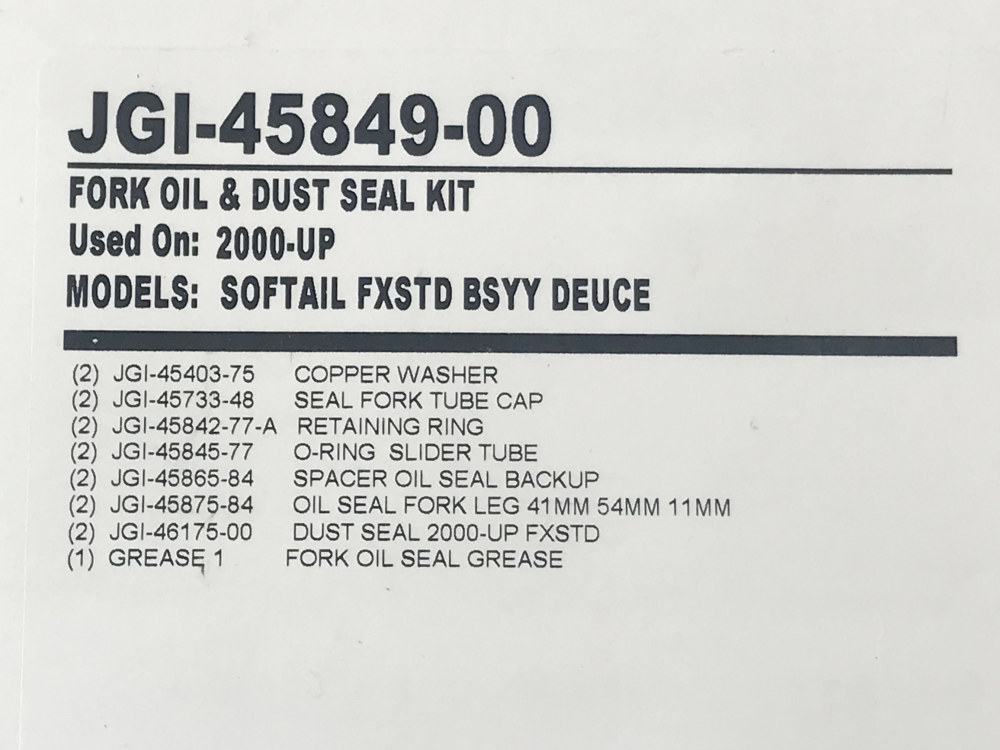 JGI-45849-00
FORK OIL & DUST SEAL KIT
Used On: 2000-UP
MODELS: SOFTAIL FXSTD BSYY DEUCE
(2) JGI-45403-75 COPPER WASHER
(2) JGI-45733-48 SEAL FORK TUBE CAP
(2) JGI-45842-77-A RETAINING RING
(2) JGI-45845-77 O-RING SLIDER TUBE
(2) JGI-45865-84 SPACER OIL SEAL BACKUP
(2) JGI-45875-84 OIL SEAL FORK LEG 41MM 54MM 11MM
(2) JGI-46175-00 DUST SEAL 2000-UP FXSTD
(1) GREASE 1 FORK OIL SEAL GREASE